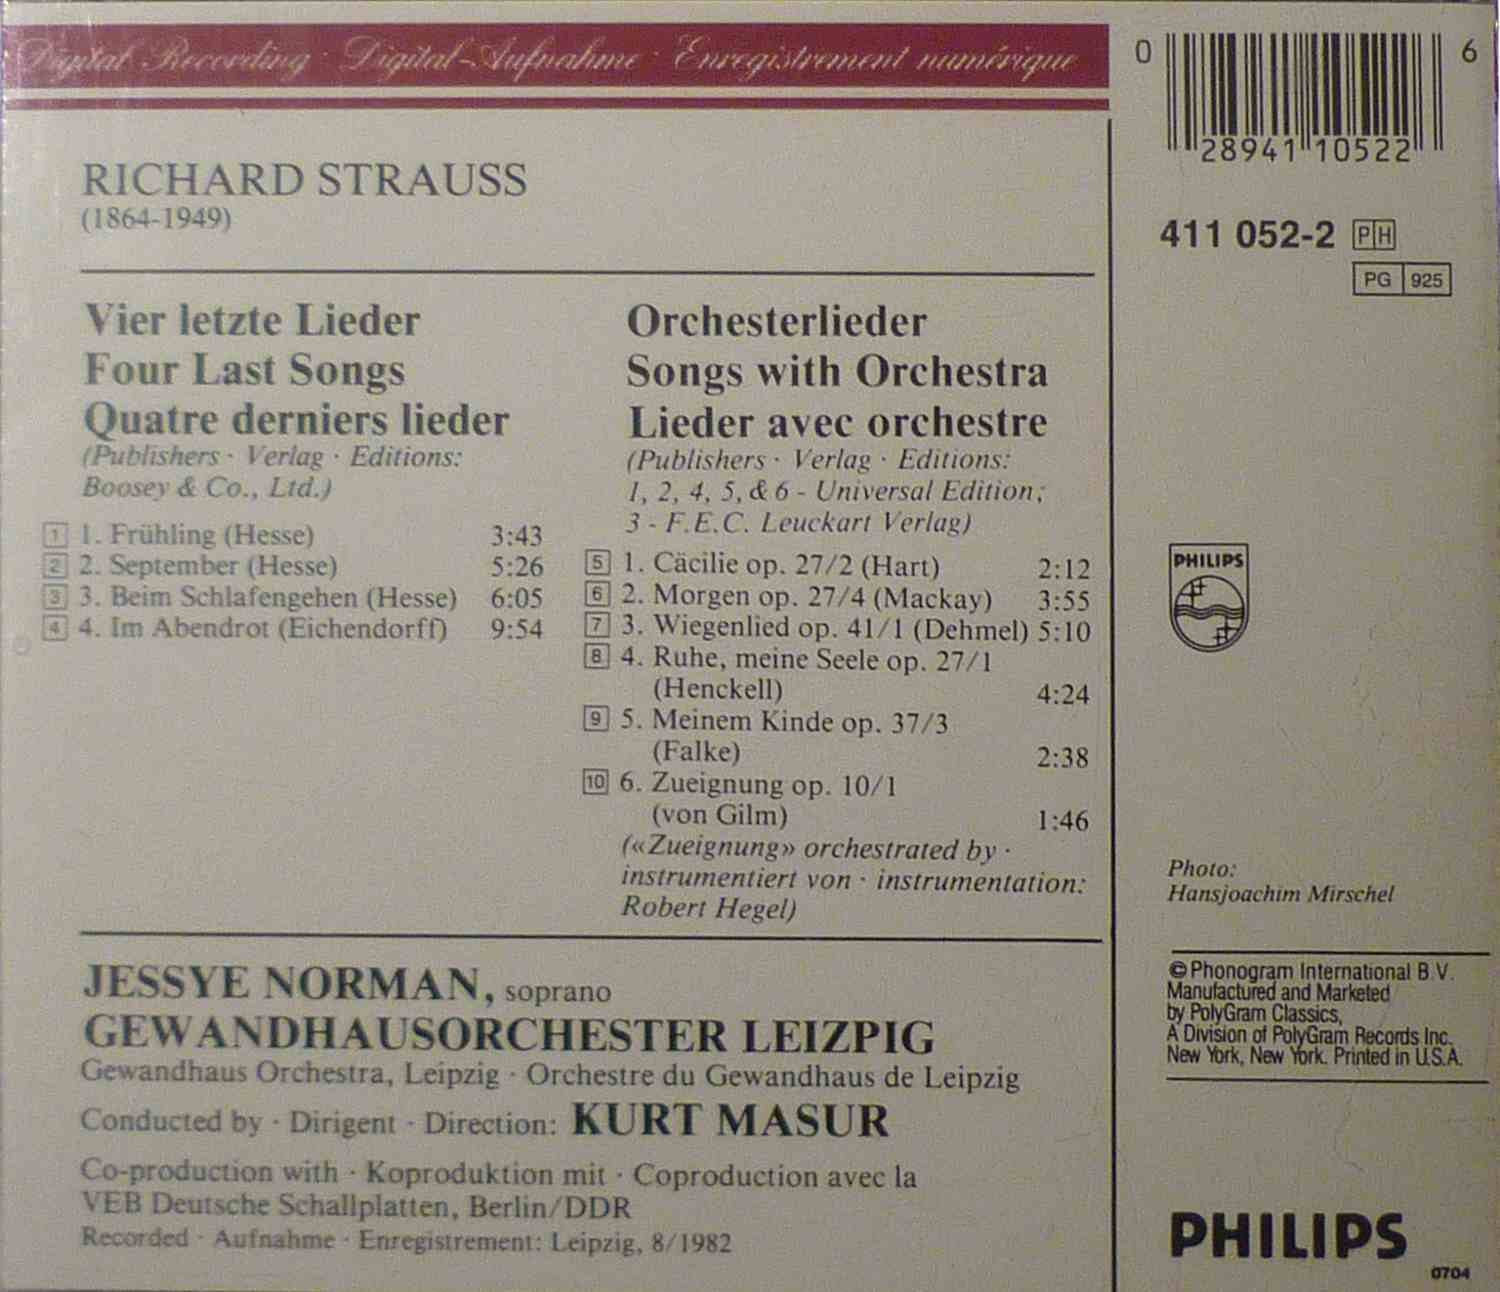 Digital Recording · Digital-Aufnahme · Enregistrement numérique
RICHARD STRAUSS
(1864-1949)
Vier letzte Lieder
Four Last Songs
Quatre derniers lieder
(Publishers · Verlag · Editions:
Boosey & Co., Ltd.)
1 1. Frühling (Hesse) 3:43
2 2. September (Hesse) 5:26
3 3. Beim Schlafengehen (Hesse) 6:05
4 4. Im Abendrot (Eichendorff) 9:54
Orchesterlieder
Songs with Orchestra
Lieder avec orchestre
(Publishers · Verlag · Editions:
1, 2, 4, 5, & 6 - Universal Edition;
3 - F.E.C. Leuckart Verlag)
5 1. Cäcilie op. 27/2 (Hart) 2:12
6 2. Morgen op. 27/4 (Mackay) 3:55
7 3. Wiegenlied op. 41/1 (Dehmel) 5:10
8 4. Ruhe, meine Seele op. 27/1
(Henckell) 4:24
9 5. Meinem Kinde op. 37/3
(Falke) 2:38
10 6. Zueignung op. 10/1
(von Gilm) 1:46
(«Zueignung» orchestrated by ·
instrumentiert von · instrumentation:
Robert Hegel)
JESSYE NORMAN, soprano
GEWANDHAUSORCHESTER LEIZPIG
Gewandhaus Orchestra, Leipzig · Orchestre du Gewandhaus de Leipzig
Conducted by · Dirigent · Direction: KURT MASUR
Co-production with · Koproduktion mit · Coproduction avec la
VEB Deutsche Schallplatten, Berlin/DDR
Recorded · Aufnahme · Enregistrement: Leipzig, 8/1982
0 28941 10522 6
411 052-2 PH
PG 925
PHILIPS
Photo:
Hansjoachim Mirschel
© Phonogram International B.V.
Manufactured and Marketed
by PolyGram Classics,
A Division of PolyGram Records Inc.
New York, New York. Printed in U.S.A.
PHILIPS
0704